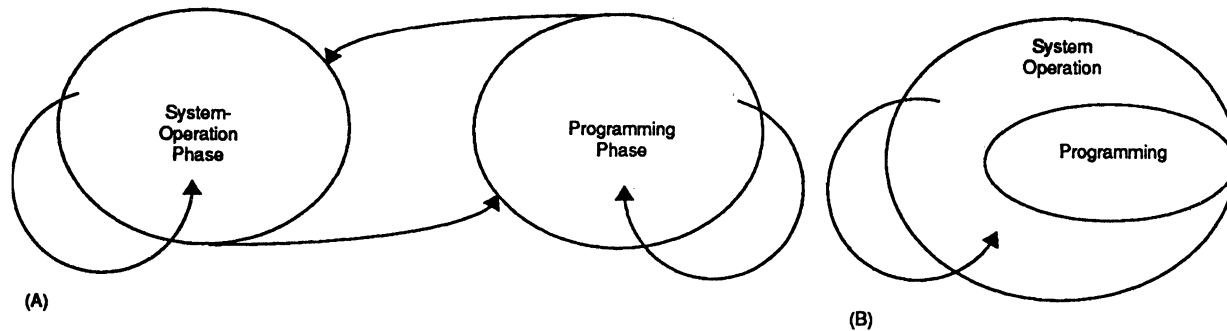 System-
Operation
Phase
Programming
Phase
System
Operation
Programming
(A)
(B)